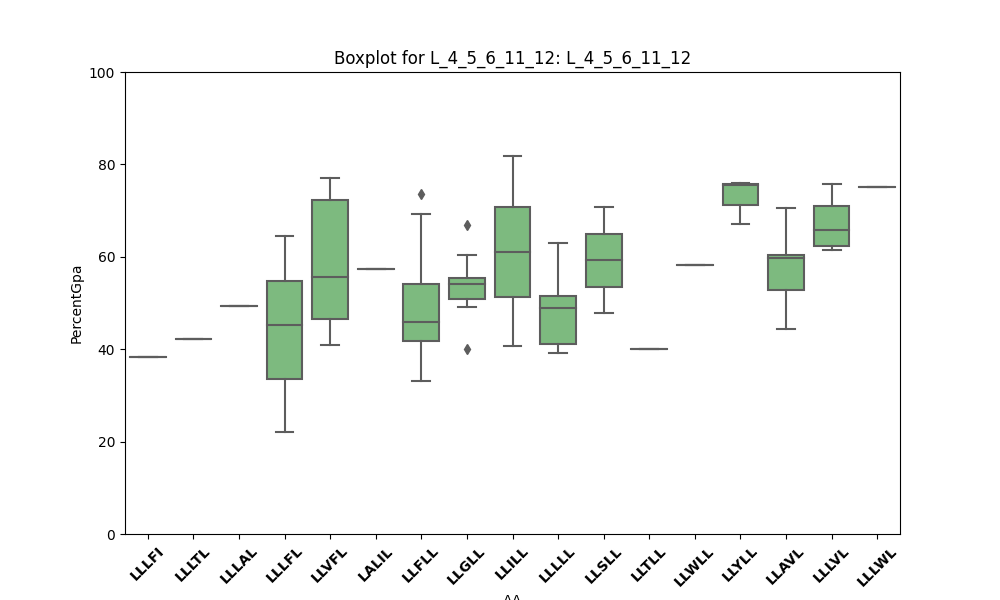 Boxplot for L_4_5_6_11_12: L_4_5_6_11_12
100
80
60
40
20
0
PercentGpa
LLLFI
LLLTL
LLLAL
LLLFL
LLVFL
LALIL
LLFLL
LLGLL
LLILL
LLLLL
LLSLL
LLTLL
LLWLL
LLYLL
LLAVL
LLLVL
LLLWL
AA